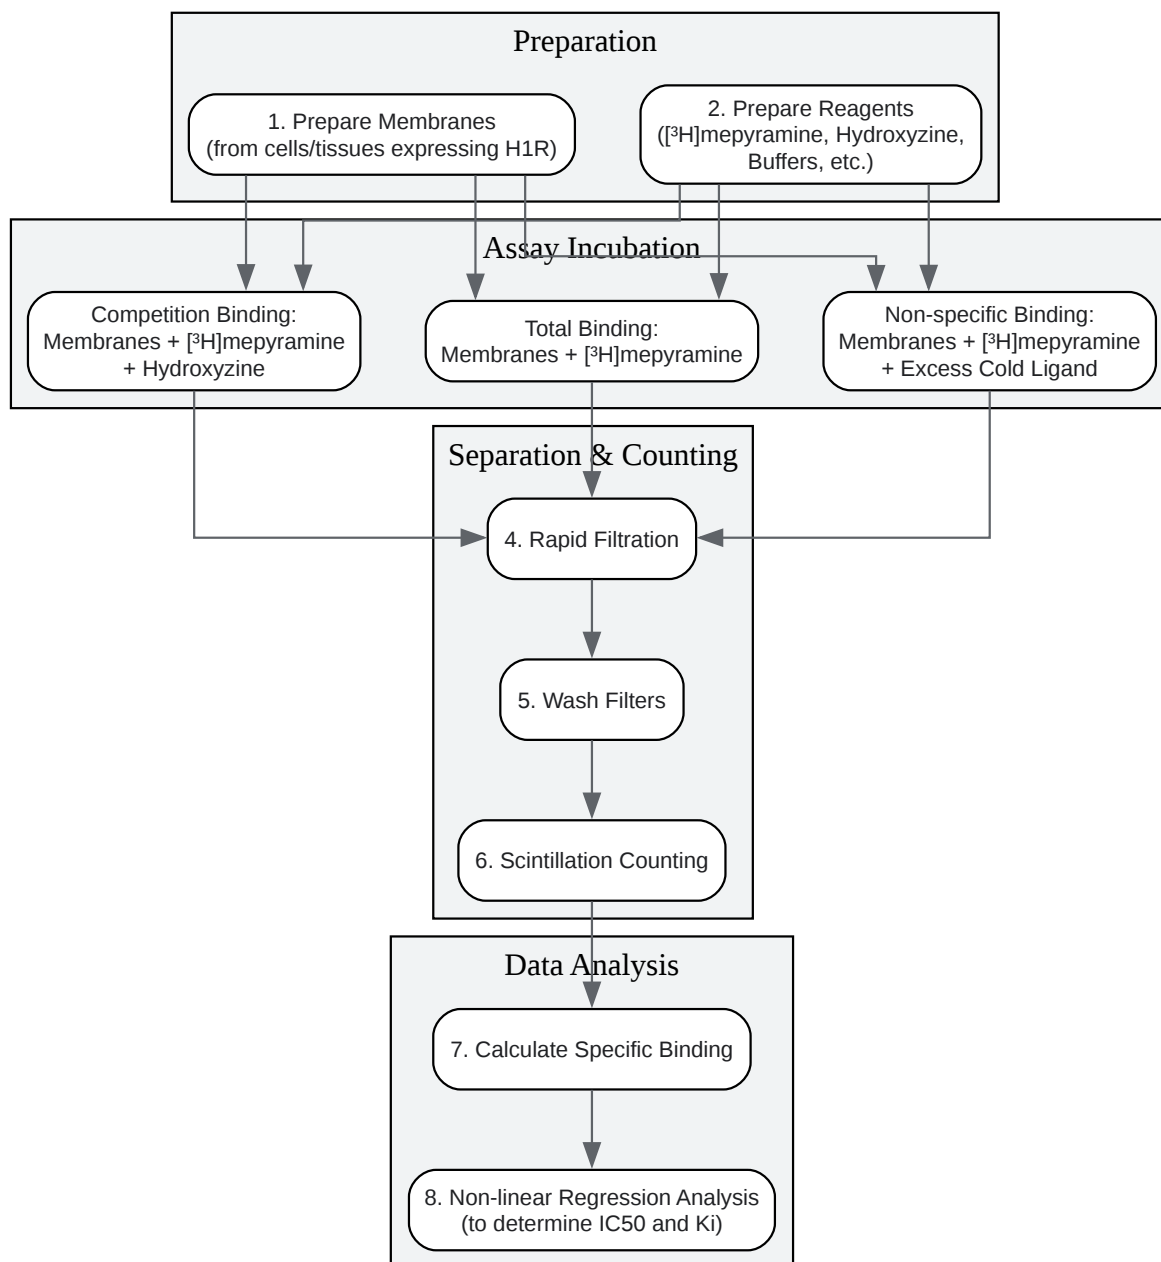 Preparation
1. Prepare Membranes
(from cells/tissues expressing H1R)
2. Prepare Reagents
([³H]mepyramine, Hydroxyzine,
Buffers, etc.)
Assay Incubation
Competition Binding:
Membranes + [³H]mepyramine
+ Hydroxyzine
Total Binding:
Membranes + [³H]mepyramine
Non-specific Binding:
Membranes + [³H]mepyramine
+ Excess Cold Ligand
Separation & Counting
4. Rapid Filtration
5. Wash Filters
6. Scintillation Counting
Data Analysis
7. Calculate Specific Binding
8. Non-linear Regression Analysis
(to determine IC50 and Ki)